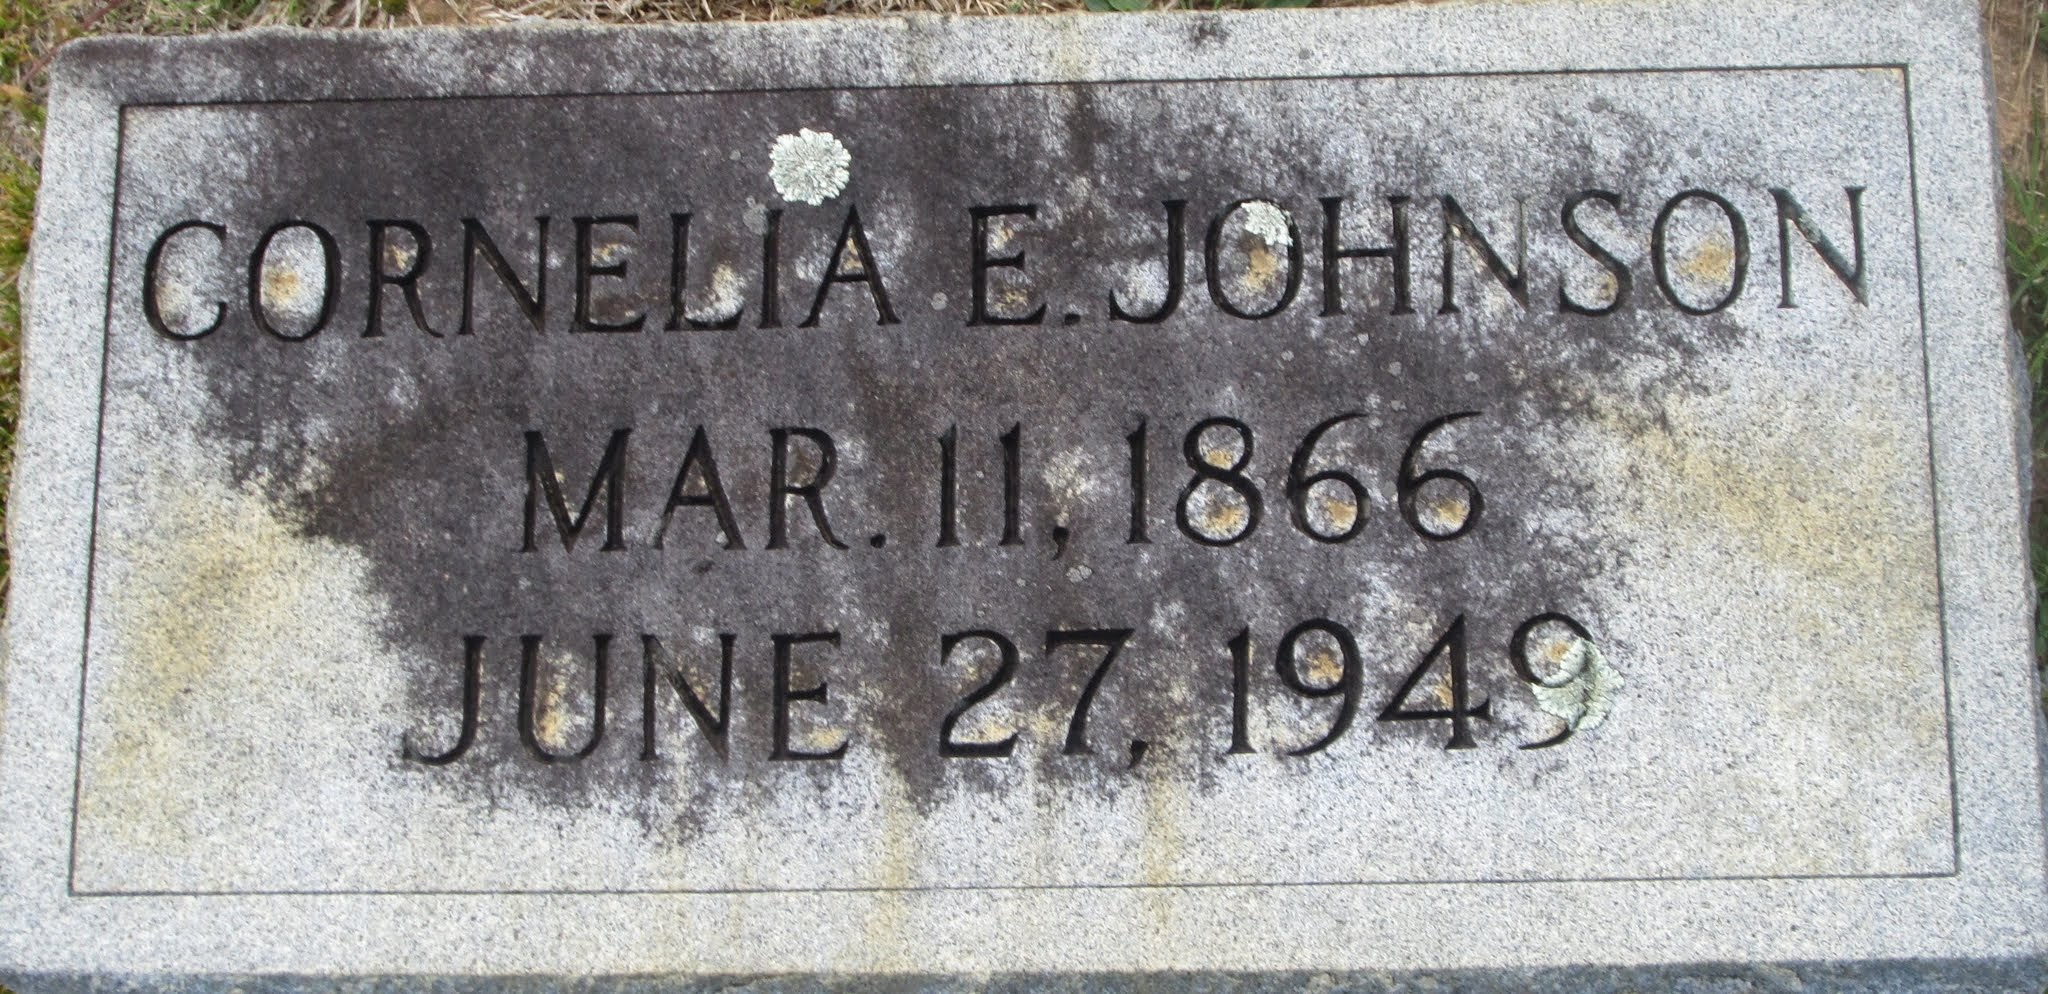 CORNELIA E. JOHNSON
MAR. 11, 1866
JUNE 27, 1949